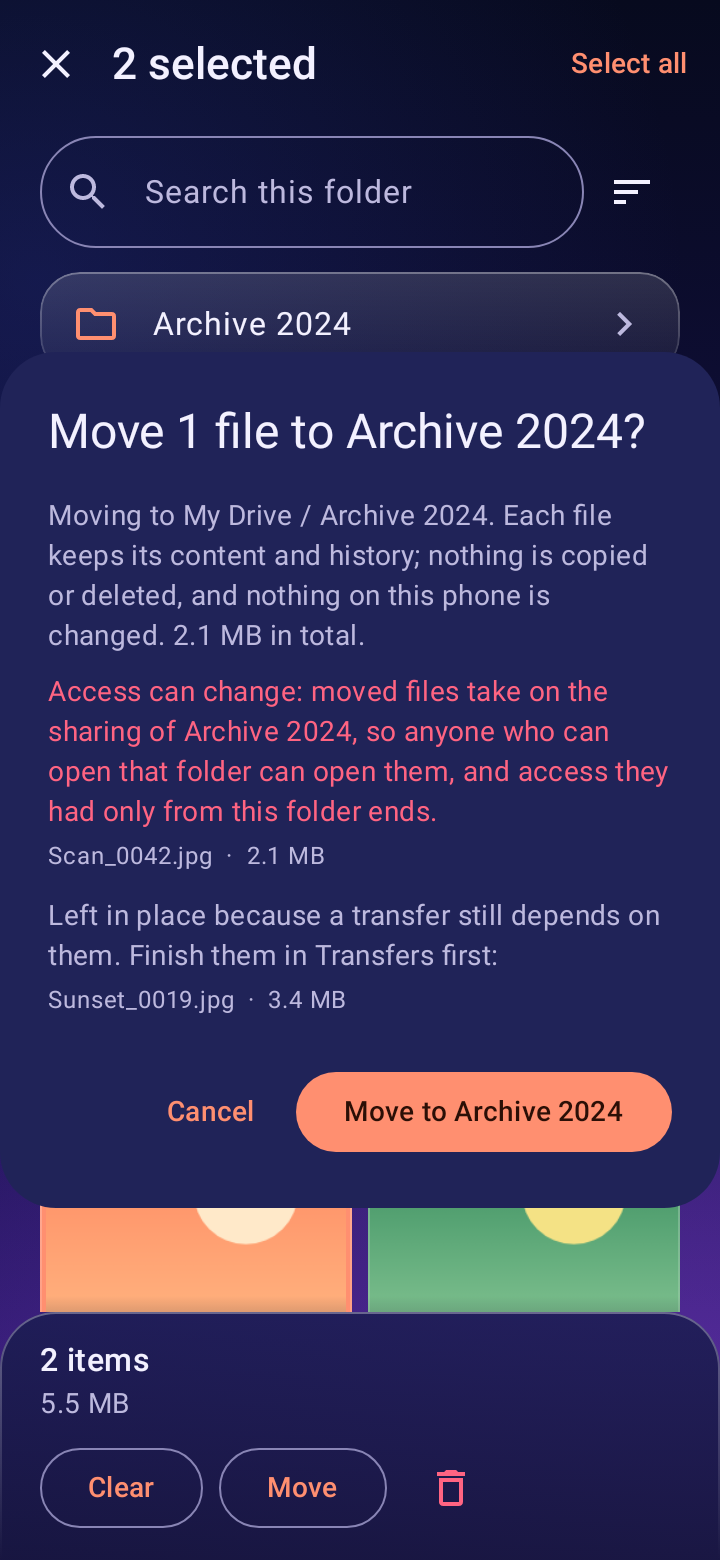 2 selected
Select all
Search this folder
Archive 2024
Move 1 file to Archive 2024?
Moving to My Drive / Archive 2024. Each file
keeps its content and history; nothing is copied
or deleted, and nothing on this phone is
changed. 2.1 MB in total.
Access can change: moved files take on the
sharing of Archive 2024, so anyone who can
open that folder can open them, and access they
had only from this folder ends.
Scan_0042.jpg · 2.1 MB
Left in place because a transfer still depends on
them. Finish them in Transfers first:
Sunset_0019.jpg · 3.4 MB
Cancel
Move to Archive 2024
2 items
5.5 MB
Clear
Move